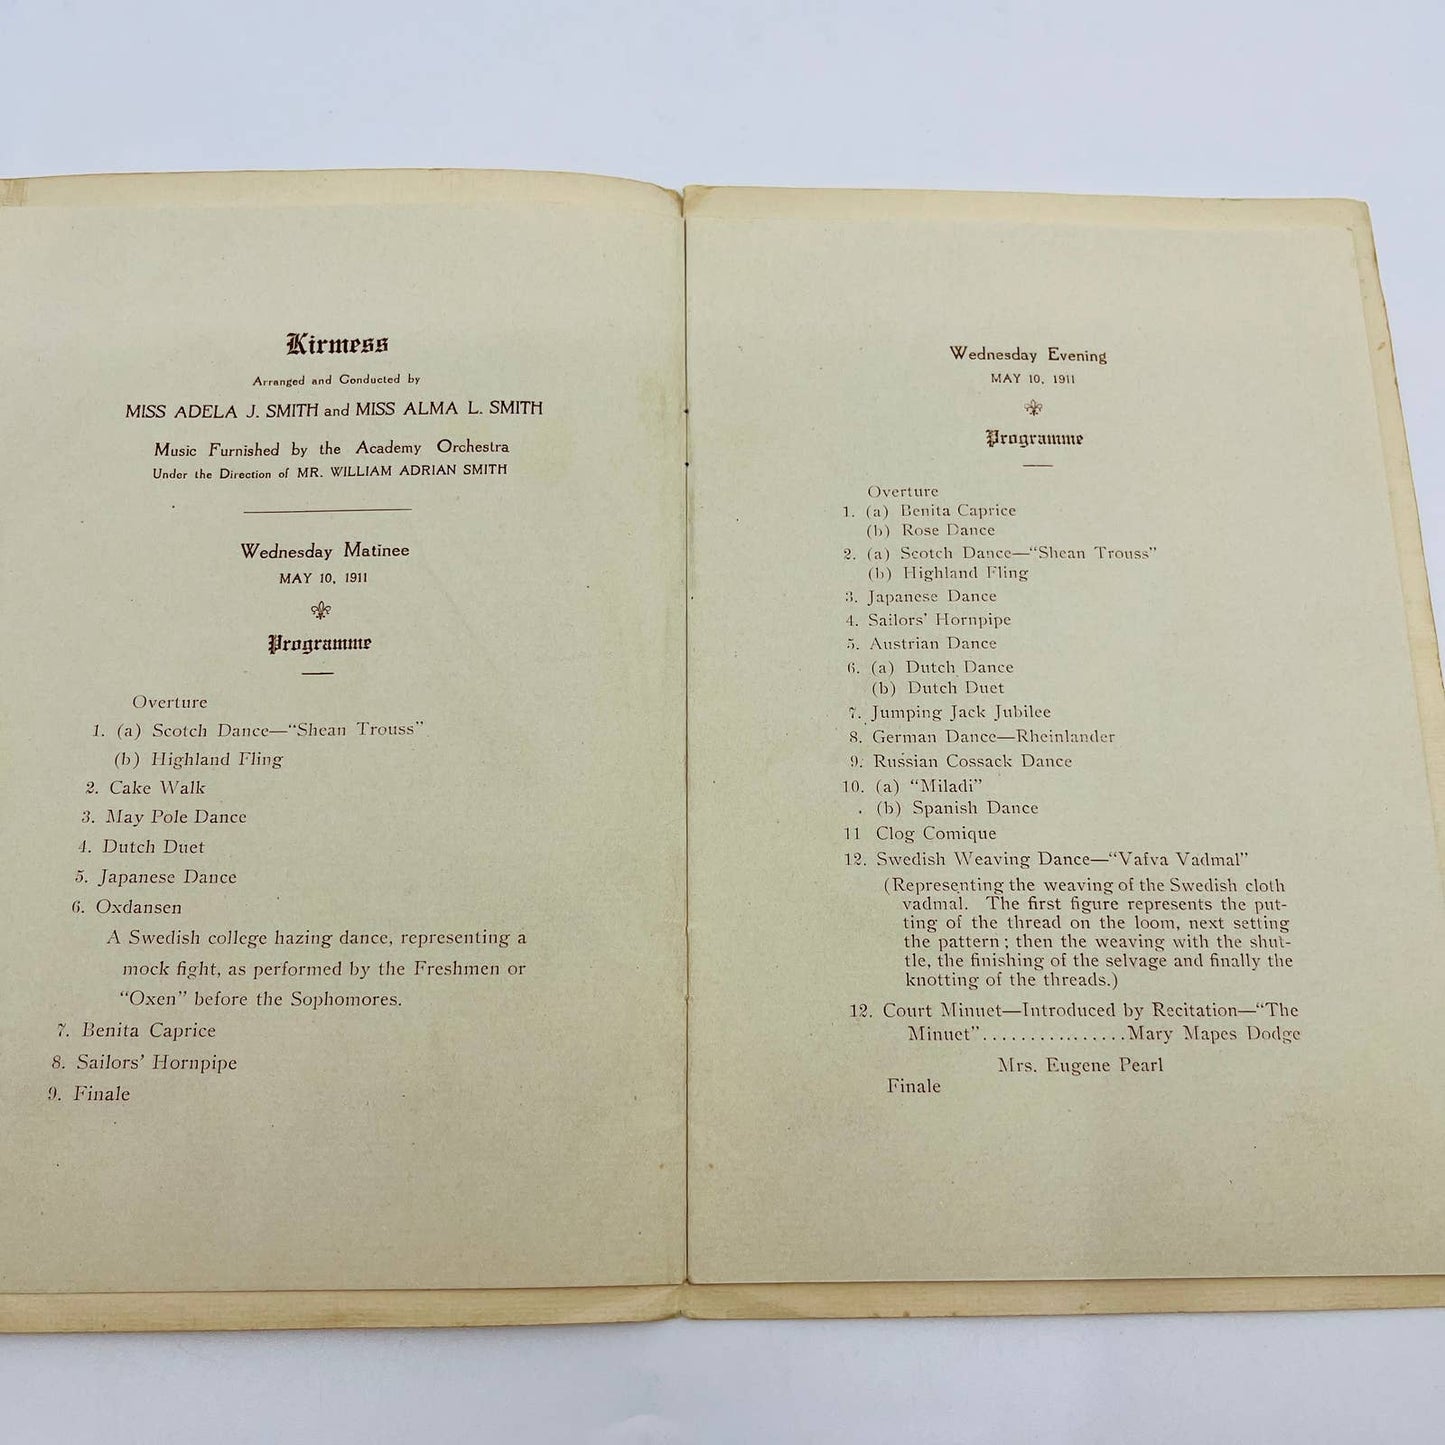 Kirmess
Arranged and Conducted by
MISS ADELA J. SMITH and MISS ALMA L. SMITH
Music Furnished by the Academy Orchestra
Under the Direction of MR. WILLIAM ADRIAN SMITH
Wednesday Matinee
MAY 10, 1911
Programme
Overture
1. (a) Scotch Dance—"Shean Trouss"
(b) Highland Fling
2. Cake Walk
3. May Pole Dance
4. Dutch Duet
5. Japanese Dance
6. Oxdansen
A Swedish college hazing dance, representing a
mock fight, as performed by the Freshmen or
"Oxen" before the Sophomores.
7. Benita Caprice
8. Sailors' Hornpipe
9. Finale
Wednesday Evening
MAY 10, 1911
Programme
Overture
1. (a) Benita Caprice
(b) Rose Dance
2. (a) Scotch Dance—"Shean Trouss"
(b) Highland Fling
3. Japanese Dance
4. Sailors' Hornpipe
5. Austrian Dance
6. (a) Dutch Dance
(b) Dutch Duet
7. Jumping Jack Jubilee
8. German Dance—Rheinlander
9. Russian Cossack Dance
10. (a) "Miladi"
(b) Spanish Dance
11 Clog Comique
12. Swedish Weaving Dance—"Vafva Vadmal"
(Representing the weaving of the Swedish cloth
vadmal. The first figure represents the put-
ting of the thread on the loom, next setting
the pattern; then the weaving with the shut-
tle, the finishing of the selvage and finally the
knotting of the threads.)
12. Court Minuet—Introduced by Recitation—"The
Minuet"................Mary Mapes Dodge
Mrs. Eugene Pearl
Finale